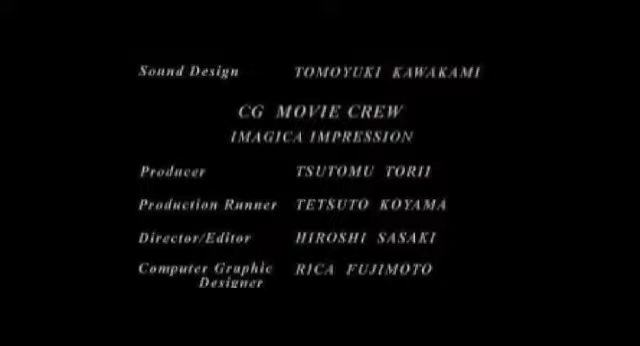 Sound Design TOMOYUKI KAWAKAMI
CG MOVIE CREW
IMAGICA IMPRESSION
Producer TSUTOMU TORII
Production Runner TETSUTO KOYAMA
Director/Editor HIROSHI SASAKI
Computer Graphic RICA FUJIMOTO
Designer